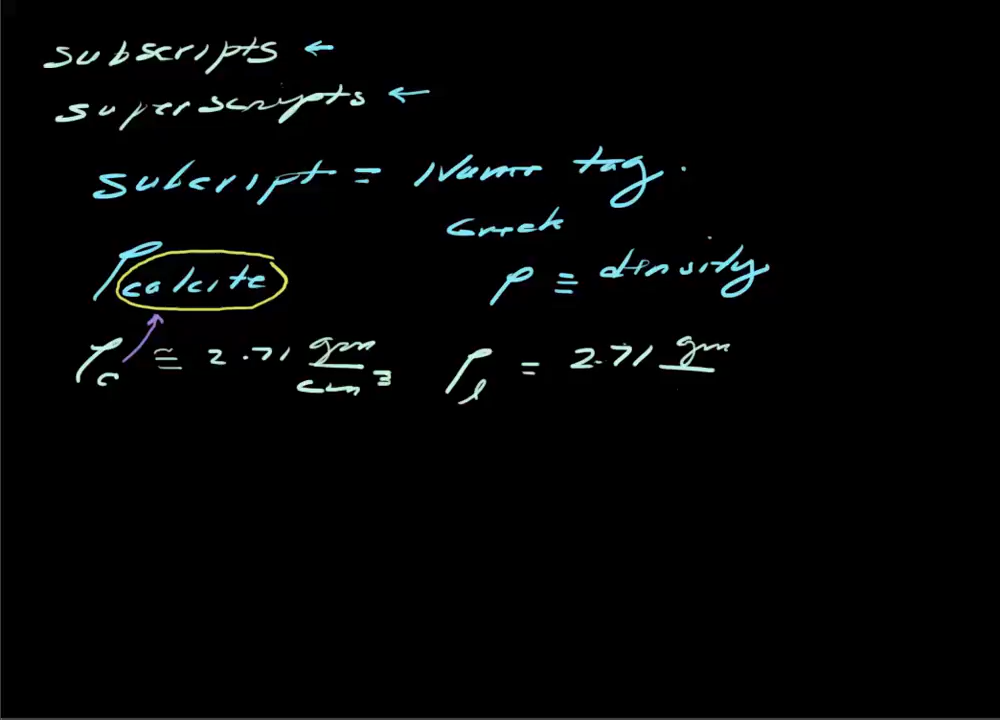 subscripts ←
superscripts ←
subcript = Name tag.
Greek
ρcalcite ρ ≡ density
ρc ≅ 2.71 gm/cm³ ρl = 2.71 gm